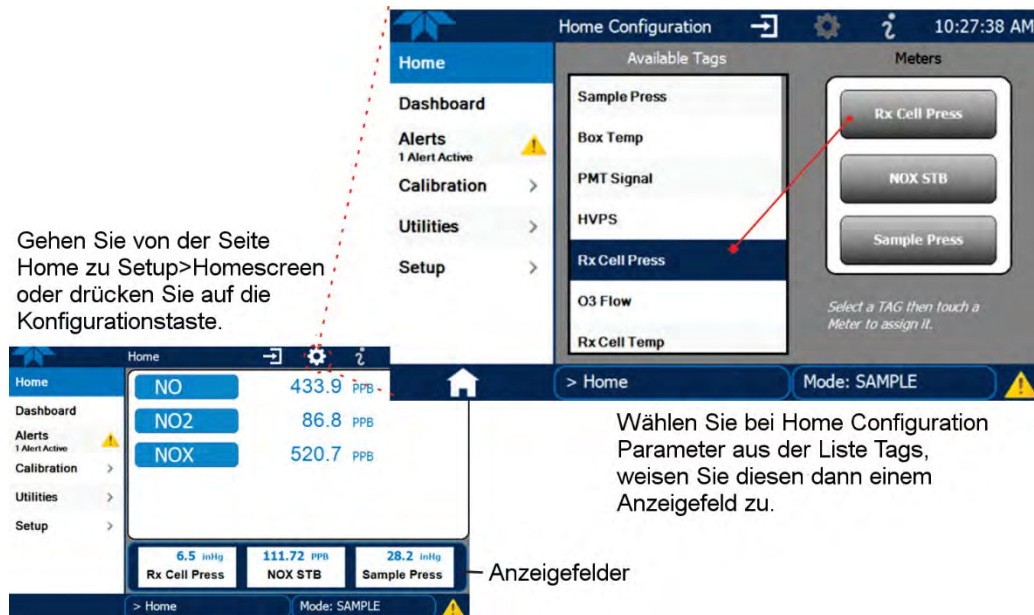 Home Configuration 10:27:38 AM
Home
Dashboard
Alerts
1 Alert Active
Calibration >
Utilities >
Setup >
Available Tags
Sample Press
Box Temp
PMT Signal
HVPS
Rx Cell Press
O3 Flow
Rx Cell Temp
Meters
Rx Cell Press
NOX STB
Sample Press
Select a TAG then touch a
Meter to assign it.
> Home
Mode: SAMPLE
Gehen Sie von der Seite
Home zu Setup>Homescreen
oder drücken Sie auf die
Konfigurationstaste.
Home
Home
Dashboard
Alerts
1 Alert Active
Calibration >
Utilities >
Setup >
NO 433.9 PPB
NO2 86.8 PPB
NOX 520.7 PPB
6.5 inHg
Rx Cell Press
111.72 PPB
NOX STB
28.2 inHg
Sample Press
> Home
Mode: SAMPLE
Anzeigefelder
Wählen Sie bei Home Configuration
Parameter aus der Liste Tags,
weisen Sie diesen dann einem
Anzeigefeld zu.